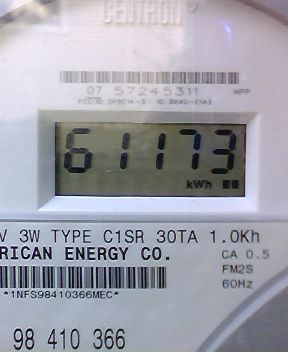 CENTRON
07 57245311
61173
kWh
V 3W TYPE C1SR 30TA 1.0Kh
RICAN ENERGY CO.
CA 0.5
FM2S
60Hz
*1NFS98410366MEC*
98 410 366